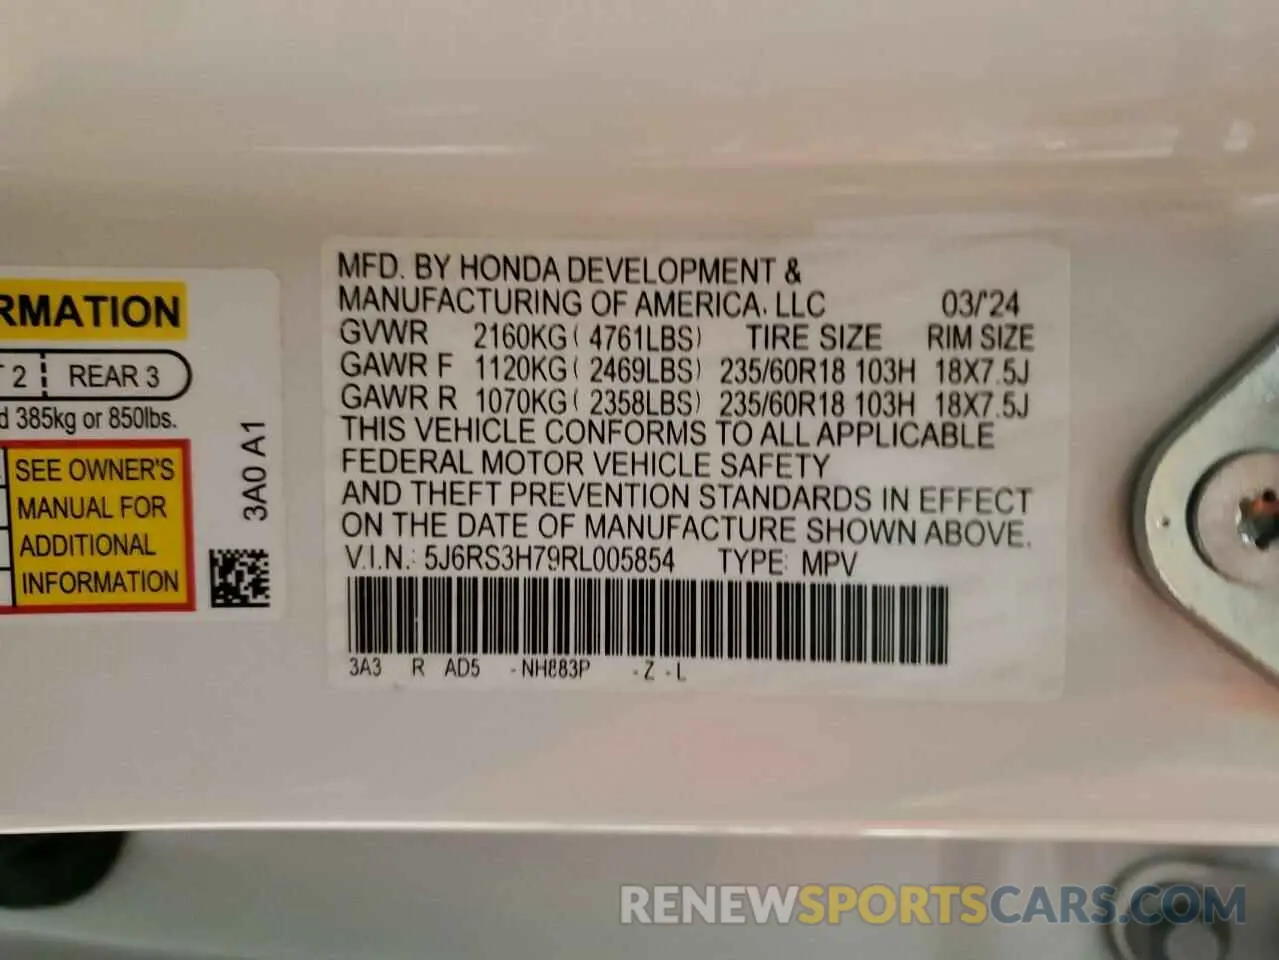 RMATION
2 REAR 3
385kg or 850lbs.
SEE OWNER'S
MANUAL FOR
ADDITIONAL
INFORMATION
3A0 A1
MFD. BY HONDA DEVELOPMENT &
MANUFACTURING OF AMERICA, LLC 03/'24
GVWR 2160KG ( 4761LBS) TIRE SIZE RIM SIZE
GAWR F 1120KG ( 2469LBS) 235/60R18 103H 18X7.5J
GAWR R 1070KG ( 2358LBS) 235/60R18 103H 18X7.5J
THIS VEHICLE CONFORMS TO ALL APPLICABLE
FEDERAL MOTOR VEHICLE SAFETY
AND THEFT PREVENTION STANDARDS IN EFFECT
ON THE DATE OF MANUFACTURE SHOWN ABOVE.
V.I.N.: 5J6RS3H79RL005854 TYPE: MPV
3A3 R AD5 -NH883P -Z -L
RENEWSPORTSCARS.COM